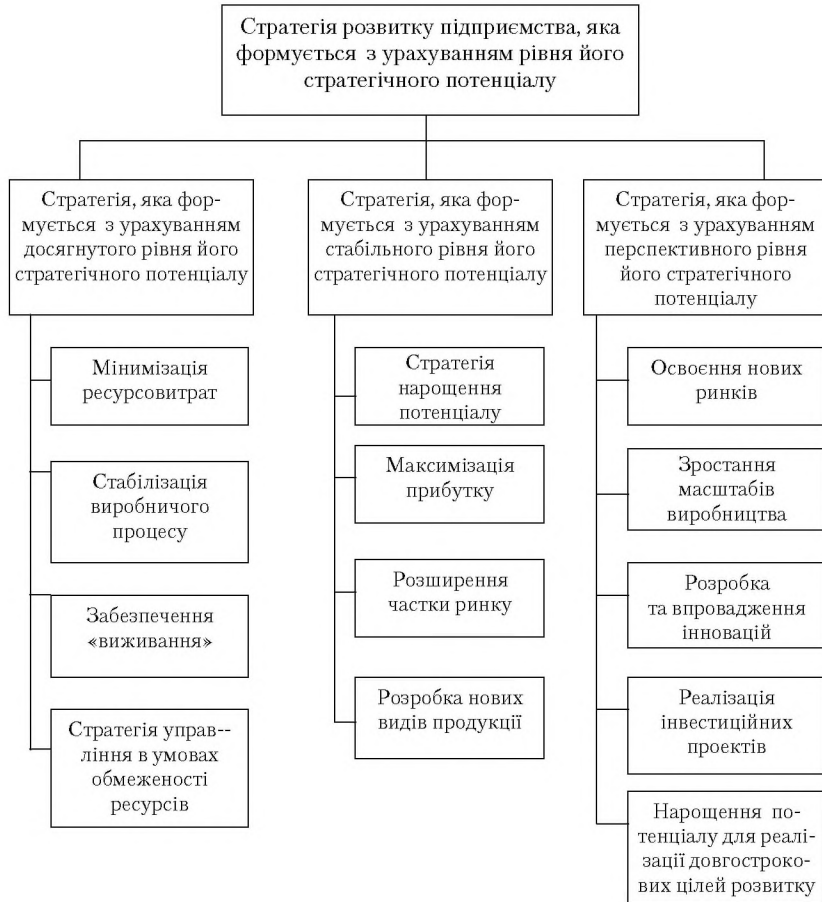 Стратегія розвитку підприємства, яка
формується з урахуванням рівня його
стратегічного потенціалу
Стратегія, яка фор-
мується з урахуванням
досягнутого рівня його
стратегічного потенціалу
Мінімізація
ресурсовитрат
Стабілізація
виробничого
процесу
Забезпечення
«виживання»
Стратегія управ--
ління в умовах
обмеженості
ресурсів
Стратегія, яка фор-
мується з урахуванням
стабільного рівня його
стратегічного потенціалу
Стратегія
нарощення
потенціалу
Максимізація
прибутку
Розширення
частки ринку
Розробка нових
видів продукції
Стратегія, яка фор-
мується з урахуванням
перспективного рівня
його стратегічного
потенціалу
Освоєння нових
ринків
Зростання
масштабів
виробництва
Розробка
та впровадження
інновацій
Реалізація
інвестиційних
проектів
Нарощення по-
тенціалу для реалі-
зації довгостроко-
вих цілей розвитку